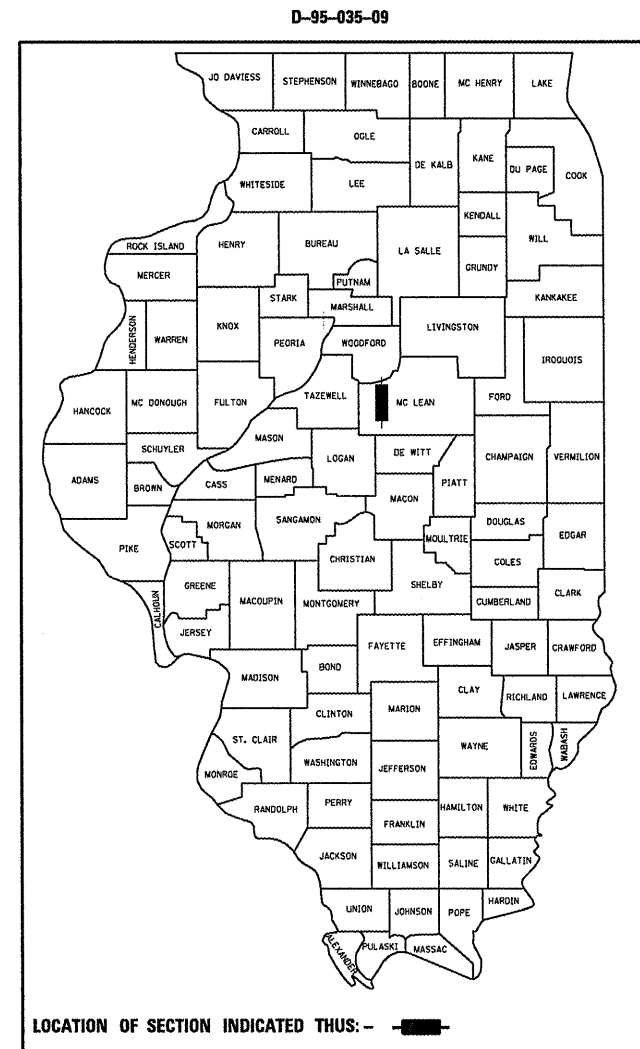 D-95-035-09
JO DAVIESS STEPHENSON WINNEBAGO BOONE MC HENRY LAKE
CARROLL OGLE DE KALB KANE DU PAGE COOK
WHITESIDE LEE KENDALL WILL
ROCK ISLAND HENRY BUREAU LA SALLE GRUNDY
MERCER PUTNAM KANKAKEE
HENDERSON WARREN KNOX STARK MARSHALL LIVINGSTON
PEORIA WOODFORD IROQUOIS
HANCOCK MC DONOUGH FULTON TAZEWELL MC LEAN FORD
SCHUYLER MASON LOGAN DE WITT CHAMPAIGN VERMILION
ADAMS BROWN CASS MENARD MACON PIATT
PIKE SCOTT MORGAN SANGAMON CHRISTIAN MOULTRIE DOUGLAS EDGAR
COLES
CALHOUN GREENE MACOUPIN MONTGOMERY SHELBY CUMBERLAND CLARK
JERSEY FAYETTE EFFINGHAM JASPER CRAWFORD
MADISON BOND CLAY RICHLAND LAWRENCE
CLINTON MARION
ST. CLAIR WAYNE EDWARDS WABASH
MONROE WASHINGTON JEFFERSON
RANDOLPH PERRY HAMILTON WHITE
FRANKLIN
JACKSON WILLIAMSON SALINE GALLATIN
UNION JOHNSON POPE HARDIN
ALEXANDER PULASKI MASSAC
LOCATION OF SECTION INDICATED THUS: -